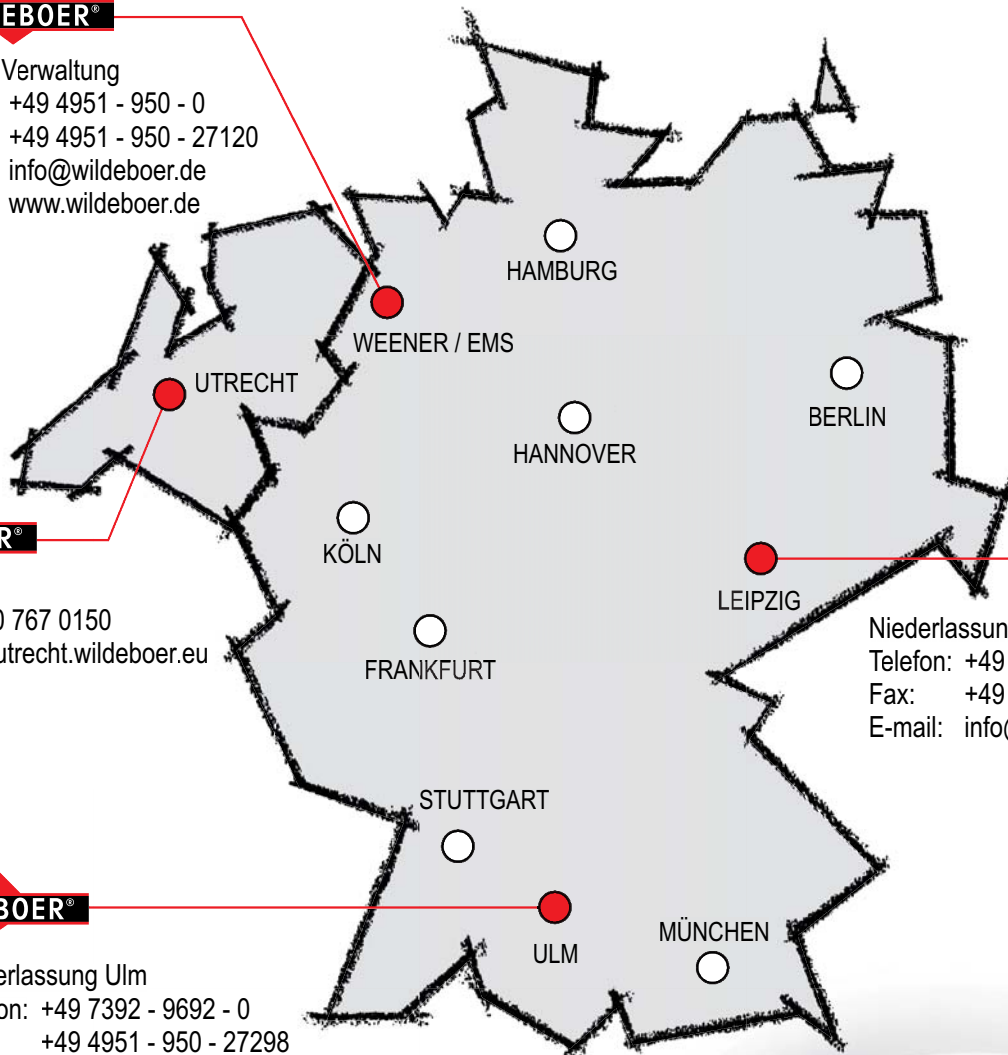 Verwaltung
+49 4951 - 950 - 0
+49 4951 - 950 - 27120
info@wildeboer.de
www.wildeboer.de
HAMBURG
WEENER / EMS
UTRECHT
BERLIN
HANNOVER
KÖLN
LEIPZIG
767 0150
utrecht.wildeboer.eu
FRANKFURT
Telefon: +49
Fax: +49
E-mail: info@
STUTTGART
EBOER®
BOER®
R®
ULM
MÜNCHEN
erlassung Ulm
on: +49 7392 - 9692 - 0
+49 4951 - 950 - 27298